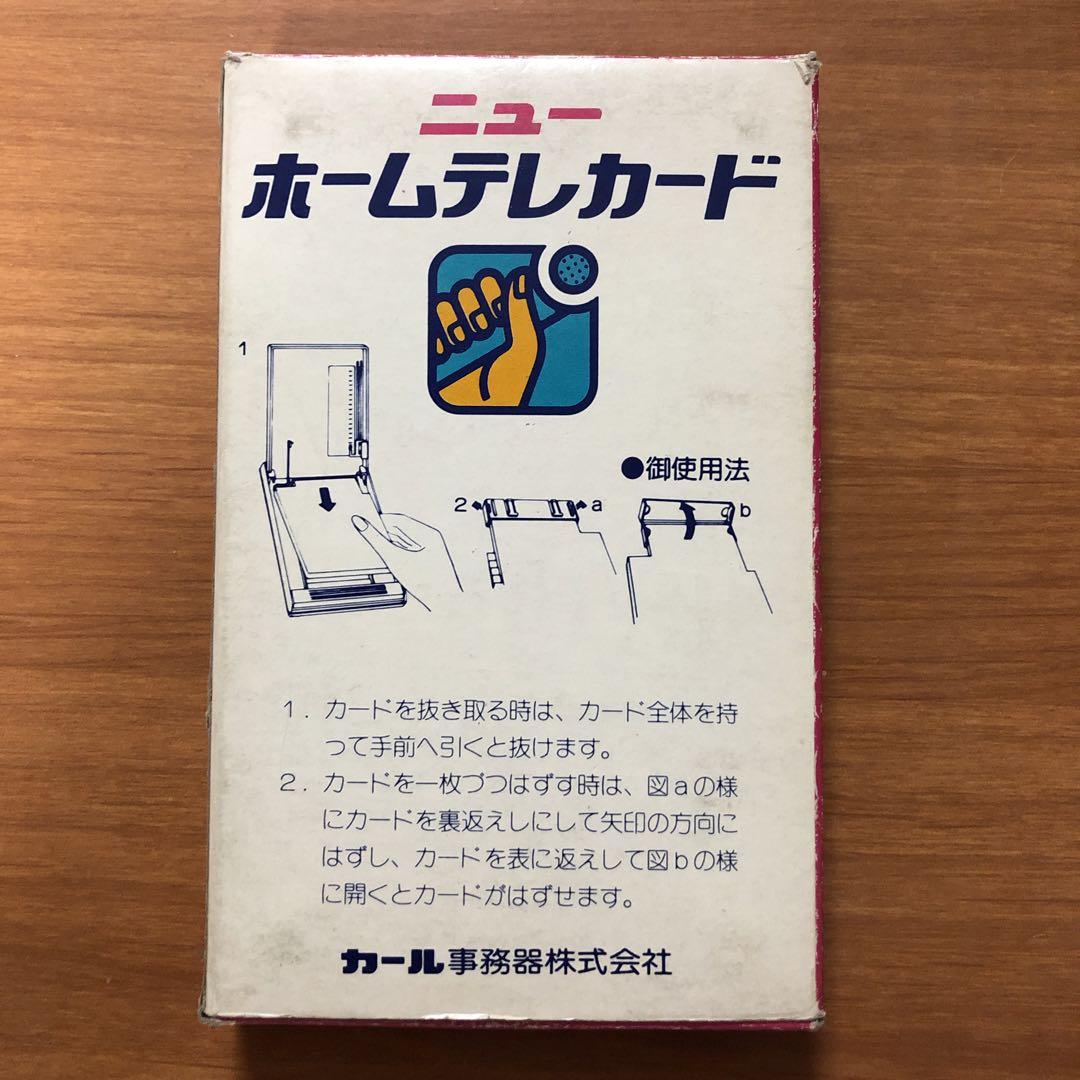 ニュー
ホームテレカード
1
●御使用法
2
a
b
1. カードを抜き取る時は、カード全体を持
って手前へ引くと抜けます。
2. カードを一枚づつはずす時は、図aの様
にカードを裏返えしにして矢印の方向に
はずし、カードを表に返えして図bの様
に開くとカードがはずせます。
カール事務器株式会社